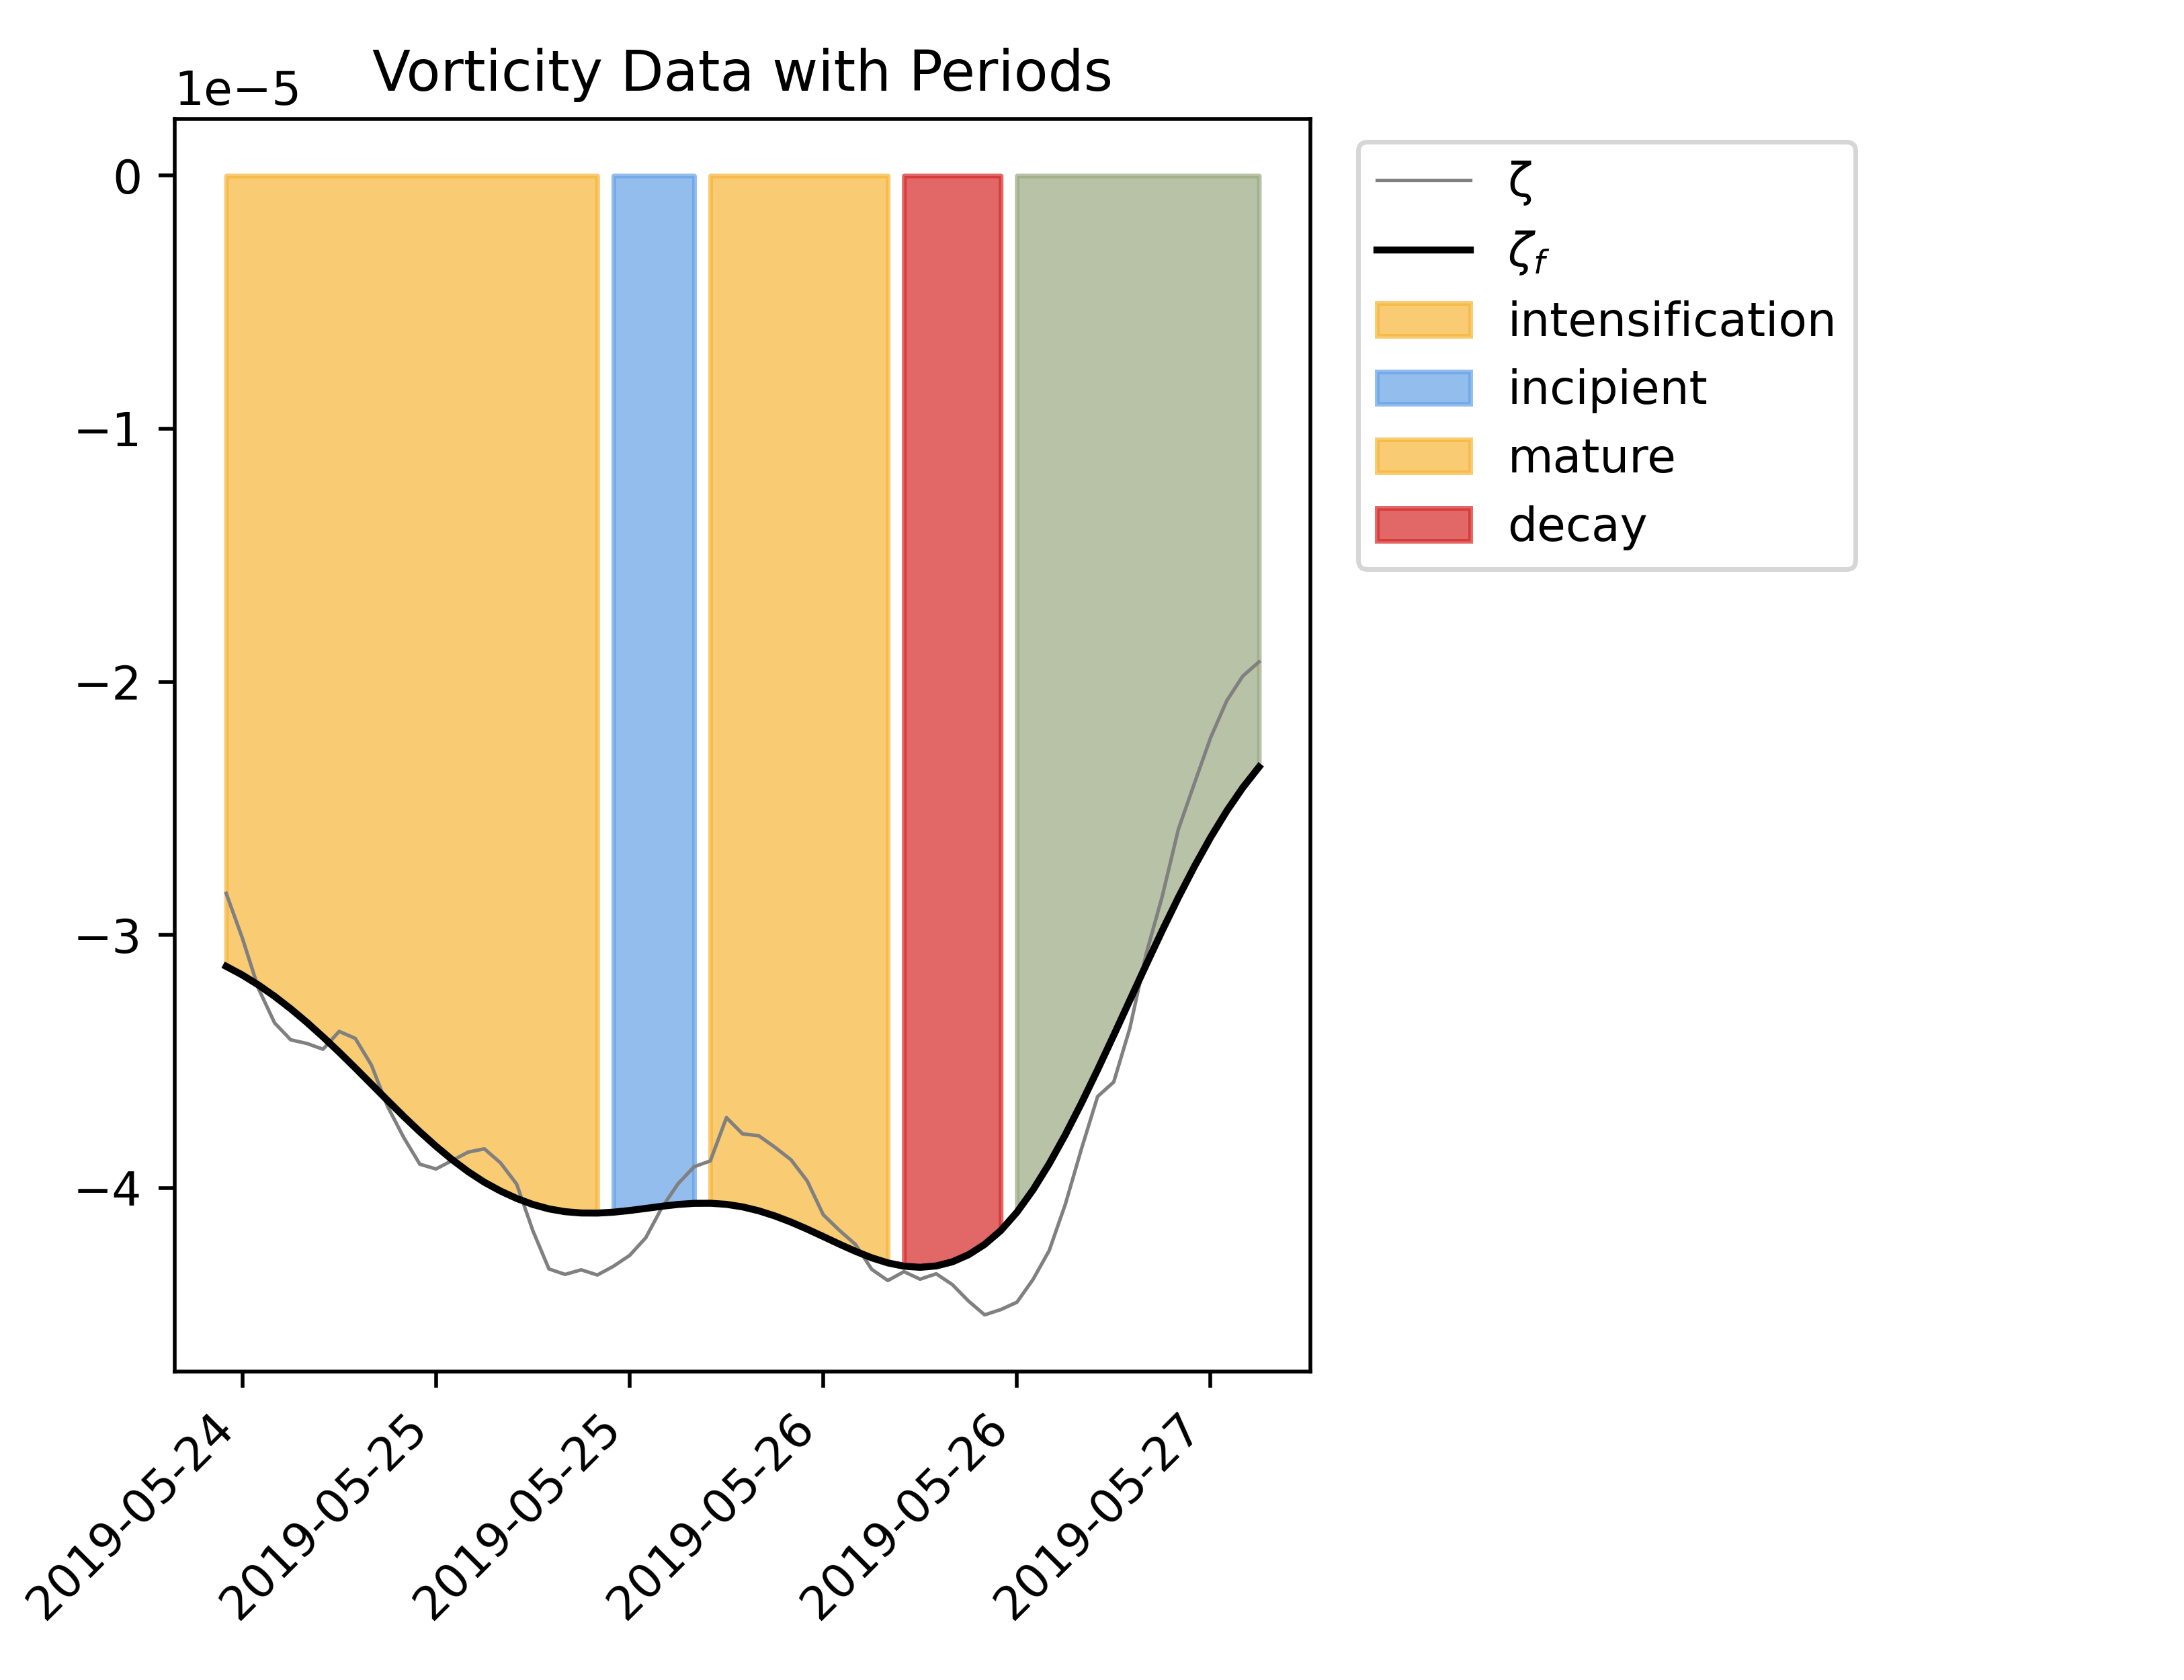 Vorticity Data with Periods
1e−5
0
−1
−2
−3
−4
2019-05-24
2019-05-25
2019-05-25
2019-05-26
2019-05-26
2019-05-27
ζ
ζf
intensification
incipient
mature
decay